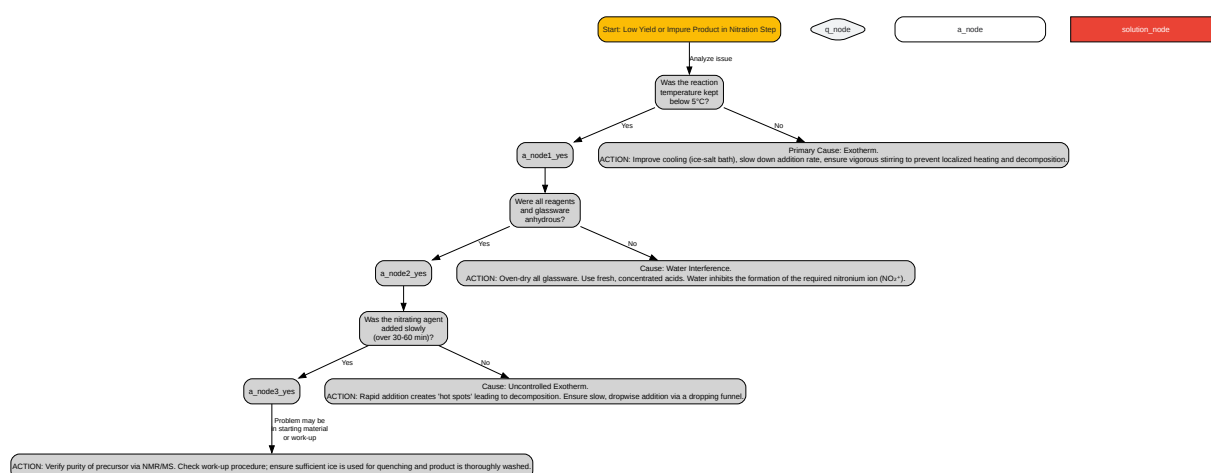 Start: Low Yield or Impure Product in Nitration Step
q_node
a_node
solution_node
Analyze issue
Was the reaction
temperature kept
below 5°C?
Yes
No
a_node1_yes
Primary Cause: Exotherm.
ACTION: Improve cooling (ice-salt bath), slow down addition rate, ensure vigorous stirring to prevent localized heating and decomposition.
Were all reagents
and glassware
anhydrous?
Yes
No
a_node2_yes
Cause: Water Interference.
ACTION: Oven-dry all glassware. Use fresh, concentrated acids. Water inhibits the formation of the required nitronium ion (NO₂⁺).
Was the nitrating agent
added slowly
(over 30-60 min)?
Yes
No
a_node3_yes
Cause: Uncontrolled Exotherm.
ACTION: Rapid addition creates 'hot spots' leading to decomposition. Ensure slow, dropwise addition via a dropping funnel.
Problem may be
in starting material
or work-up
ACTION: Verify purity of precursor via NMR/MS. Check work-up procedure; ensure sufficient ice is used for quenching and product is thoroughly washed.